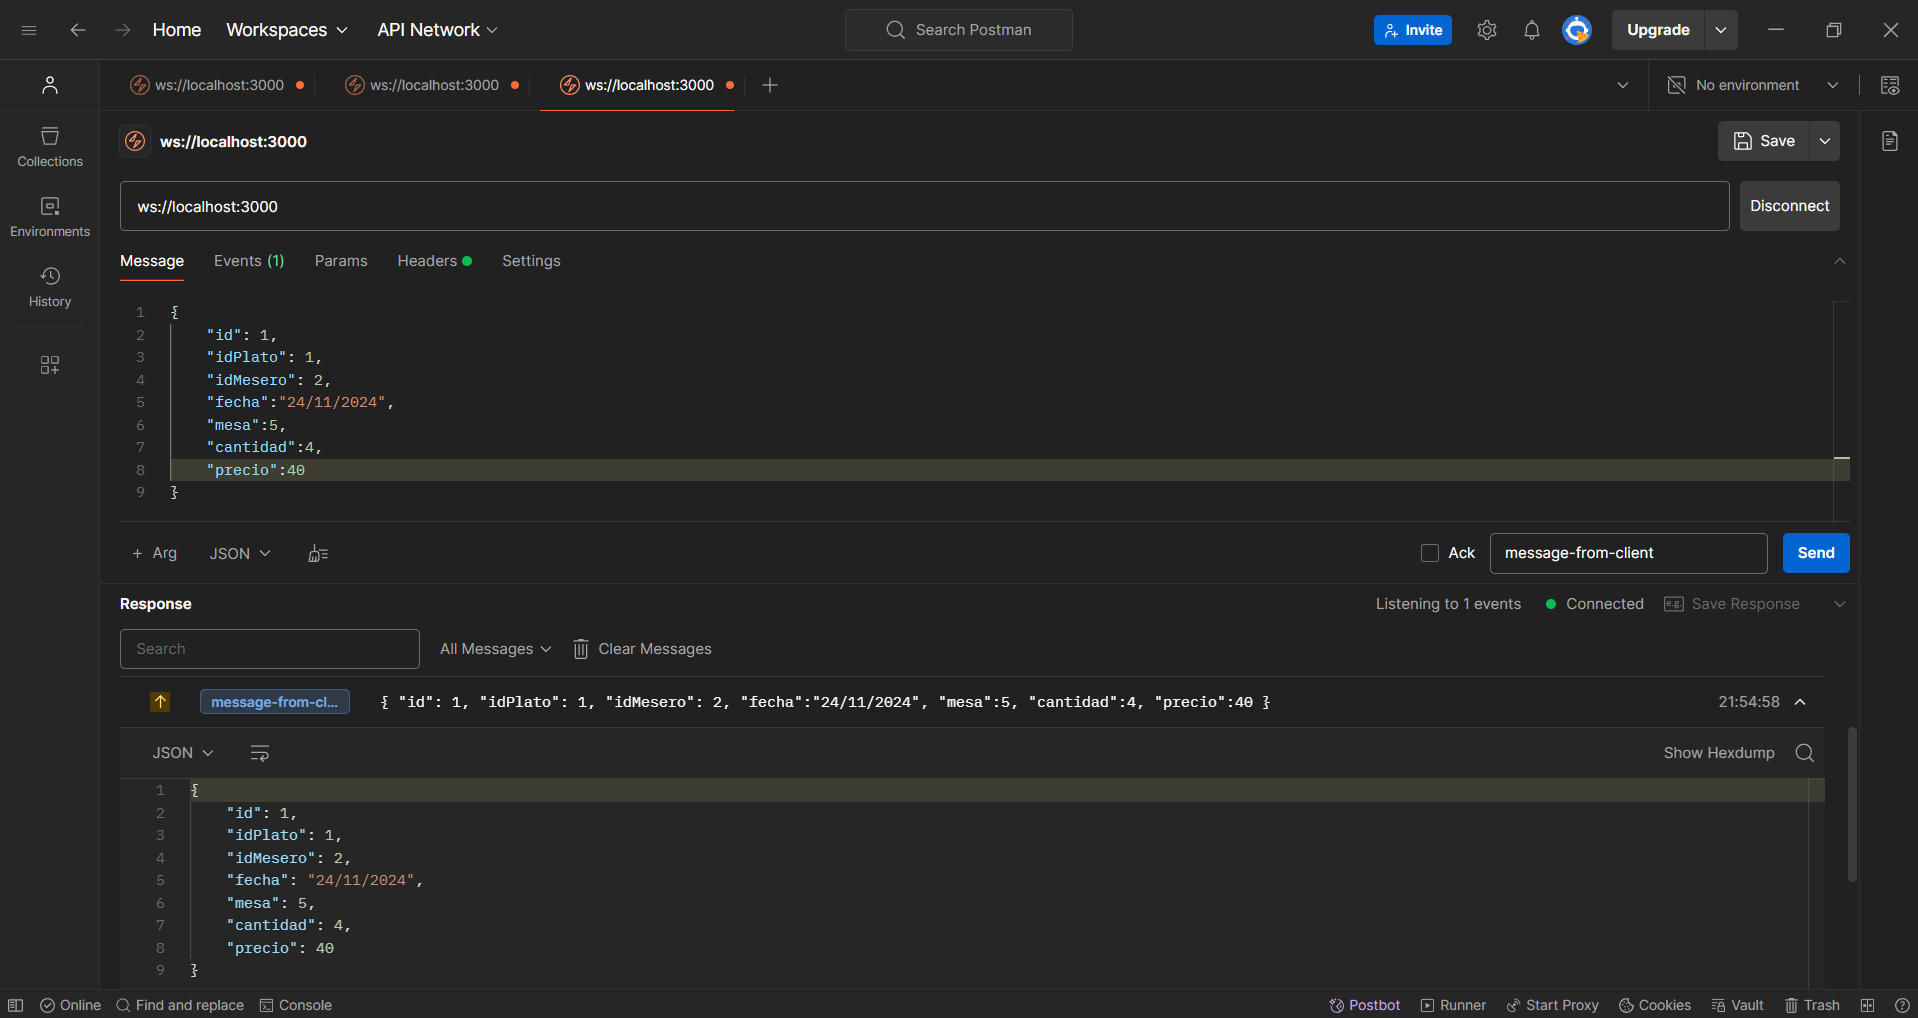 Home Workspaces API Network Search Postman Invite Upgrade
ws://localhost:3000 ws://localhost:3000 ws://localhost:3000 No environment
ws://localhost:3000 Save
Collections
Environments
History
ws://localhost:3000 Disconnect
Message Events (1) Params Headers Settings
1 {
2 "id": 1,
3 "idPlato": 1,
4 "idMesero": 2,
5 "fecha":"24/11/2024",
6 "mesa":5,
7 "cantidad":4,
8 "precio":40
9 }
+ Arg JSON Ack message-from-client Send
Response Listening to 1 events Connected e.g. Save Response
Search All Messages Clear Messages
message-from-cl... { "id": 1, "idPlato": 1, "idMesero": 2, "fecha":"24/11/2024", "mesa":5, "cantidad":4, "precio":40 } 21:54:58
JSON Show Hexdump
1 {
2 "id": 1,
3 "idPlato": 1,
4 "idMesero": 2,
5 "fecha": "24/11/2024",
6 "mesa": 5,
7 "cantidad": 4,
8 "precio": 40
9 }
Online Find and replace Console Postbot Runner Start Proxy Cookies Vault Trash